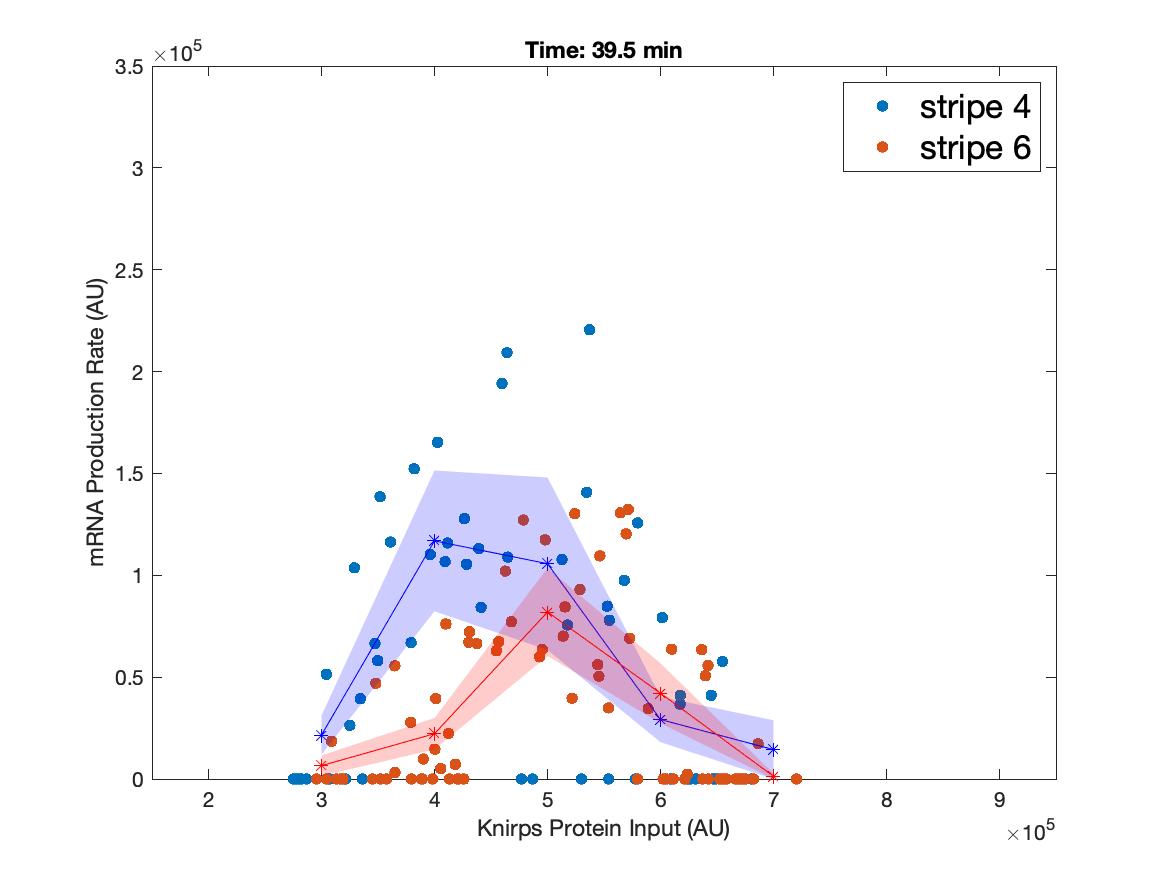 Time: 39.5 min
×10^5
3.5
3
2.5
2
1.5
1
0.5
0
mRNA Production Rate (AU)
stripe 4
stripe 6
2 3 4 5 6 7 8 9
Knirps Protein Input (AU)
×10^5